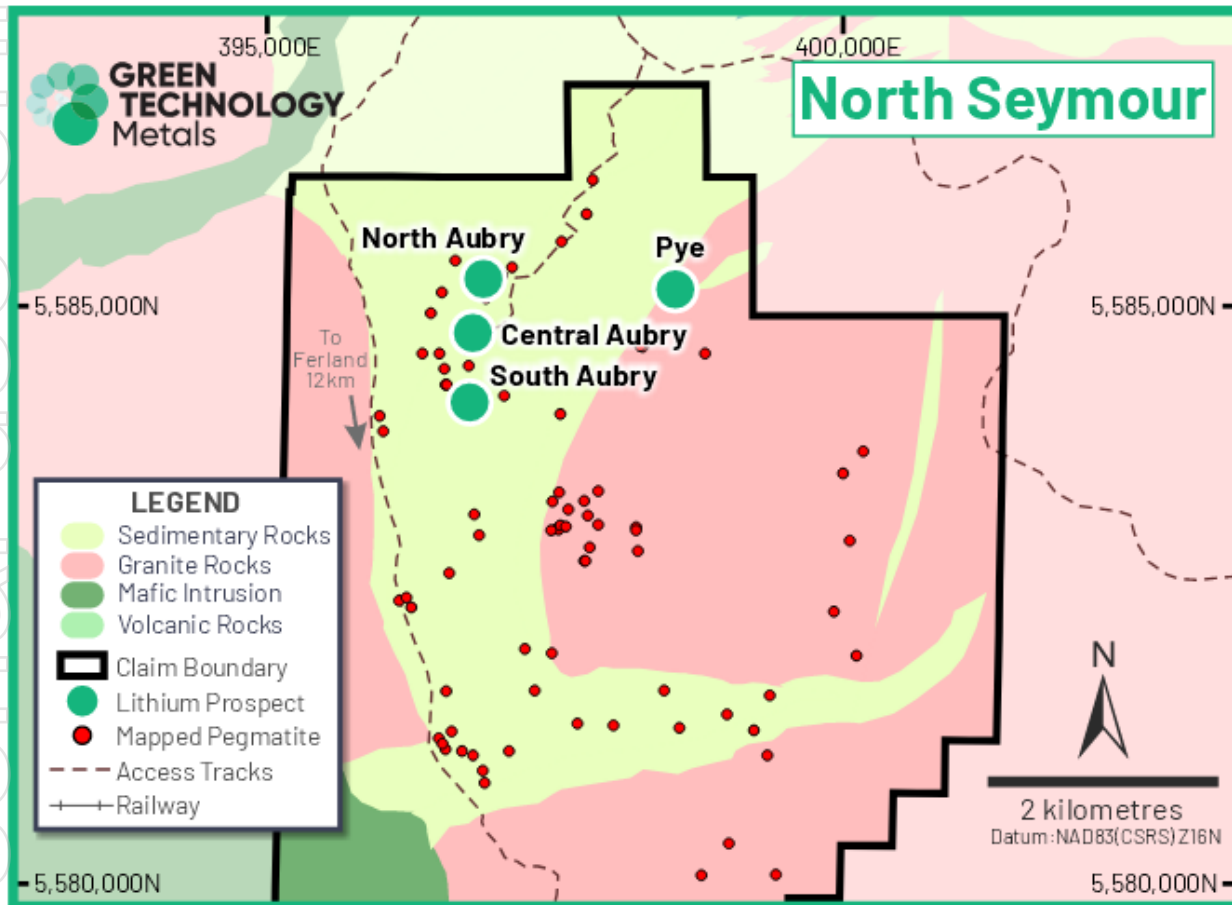 395,000E
400,000E
GREEN
TECHNOLOGY
Metals
North Seymour
North Aubry
Pye
5,585,000N
5,585,000N
To
Ferland
12km
Central Aubry
South Aubry
LEGEND
Sedimentary Rocks
Granite Rocks
Mafic Intrusion
Volcanic Rocks
Claim Boundary
Lithium Prospect
Mapped Pegmatite
Access Tracks
Railway
N
2 kilometres
Datum:NAD83(CSRS)Z16N
5,580,000N
5,580,000N